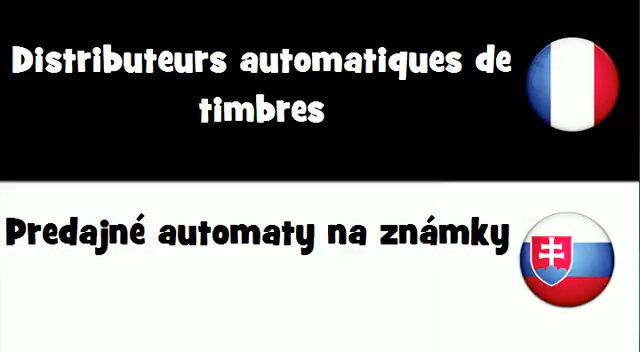 Distributeurs automatiques de
timbres
Predajné automaty na známky